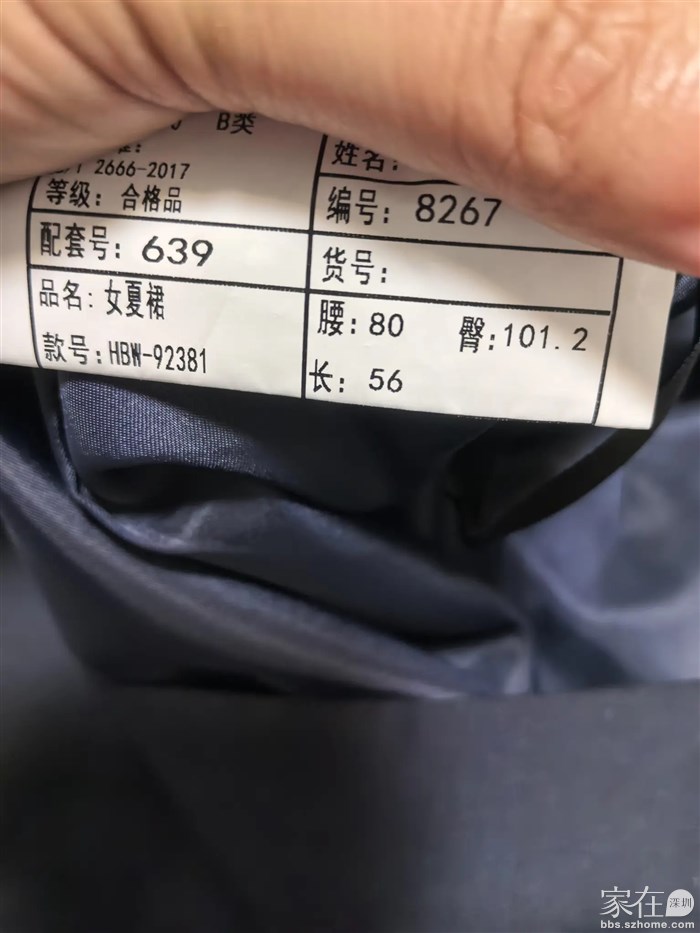 B类
2666-2017
等级: 合格品
配套号: 639
品名: 女夏裙
款号: HBW-92381
姓名:
编号: 8267
货号:
腰: 80 臀: 101.2
长: 56
家在深圳
bbs.szhome.com